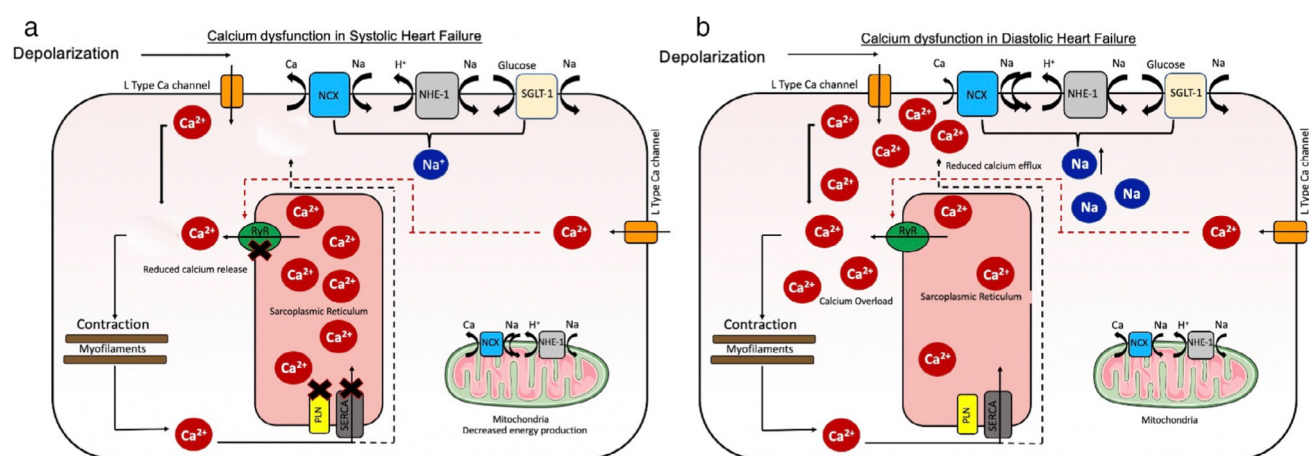 a
Calcium dysfunction in Systolic Heart Failure
Depolarization
L Type Ca channel
Ca
Na
H⁺
Na
Glucose
Na
NCX
NHE-1
SGLT-1
Ca²⁺
Na⁺
L Type Ca channel
Ca²⁺
Ca²⁺
RyR
Ca²⁺
Ca²⁺
Reduced calcium release
Ca²⁺
Ca²⁺
Sarcoplasmic Reticulum
Contraction
Myofilaments
Ca²⁺
Ca²⁺
PLN
SERCA
Ca²⁺
Ca
Na
H⁺
Na
NCX
NHE-1
Mitochondria
Decreased energy production
b
Calcium dysfunction in Diastolic Heart Failure
Depolarization
L Type Ca channel
Ca
Na
H⁺
Na
Glucose
Na
NCX
NHE-1
SGLT-1
Ca²⁺
Ca²⁺
Ca²⁺
Ca²⁺
Reduced calcium efflux
Na
Na
Na
Ca²⁺
L Type Ca channel
Ca²⁺
Ca²⁺
RyR
Ca²⁺
Ca²⁺
Ca²⁺
Calcium Overload
Ca²⁺
Sarcoplasmic Reticulum
Contraction
Myofilaments
Ca²⁺
PLN
SERCA
Ca²⁺
Ca
Na
H⁺
Na
NCX
NHE-1
Mitochondria